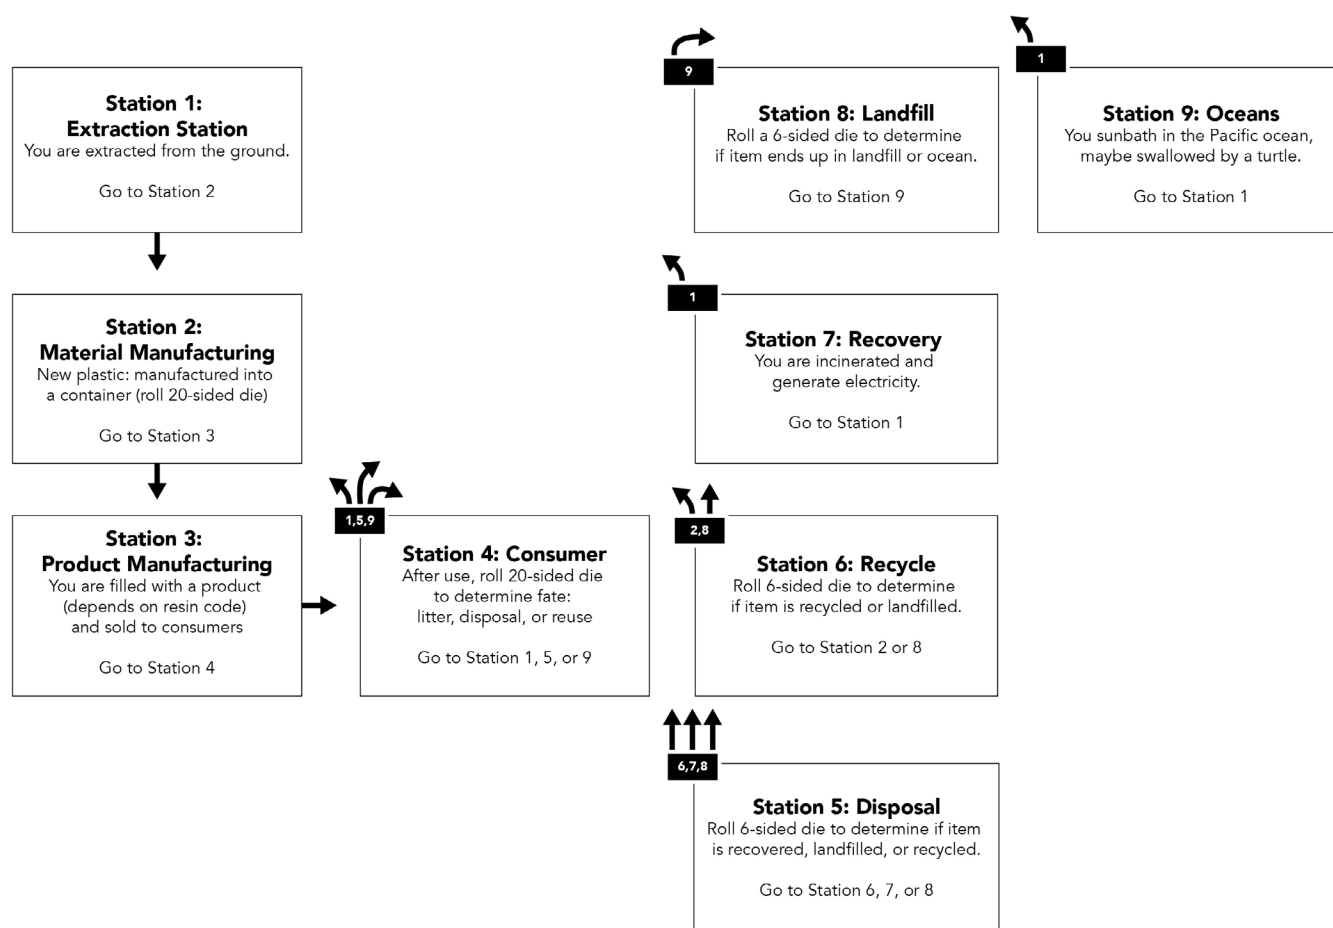 Station 1:
Extraction Station
You are extracted from the ground.
Go to Station 2
Station 2:
Material Manufacturing
New plastic: manufactured into
a container (roll 20-sided die)
Go to Station 3
Station 3:
Product Manufacturing
You are filled with a product
(depends on resin code)
and sold to consumers
Go to Station 4
1,5,9
Station 4: Consumer
After use, roll 20-sided die
to determine fate:
litter, disposal, or reuse
Go to Station 1, 5, or 9
6,7,8
Station 5: Disposal
Roll 6-sided die to determine if item
is recovered, landfilled, or recycled.
Go to Station 6, 7, or 8
2,8
Station 6: Recycle
Roll 6-sided die to determine
if item is recycled or landfilled.
Go to Station 2 or 8
1
Station 7: Recovery
You are incinerated and
generate electricity.
Go to Station 1
9
Station 8: Landfill
Roll a 6-sided die to determine
if item ends up in landfill or ocean.
Go to Station 9
1
Station 9: Oceans
You sunbath in the Pacific ocean,
maybe swallowed by a turtle.
Go to Station 1